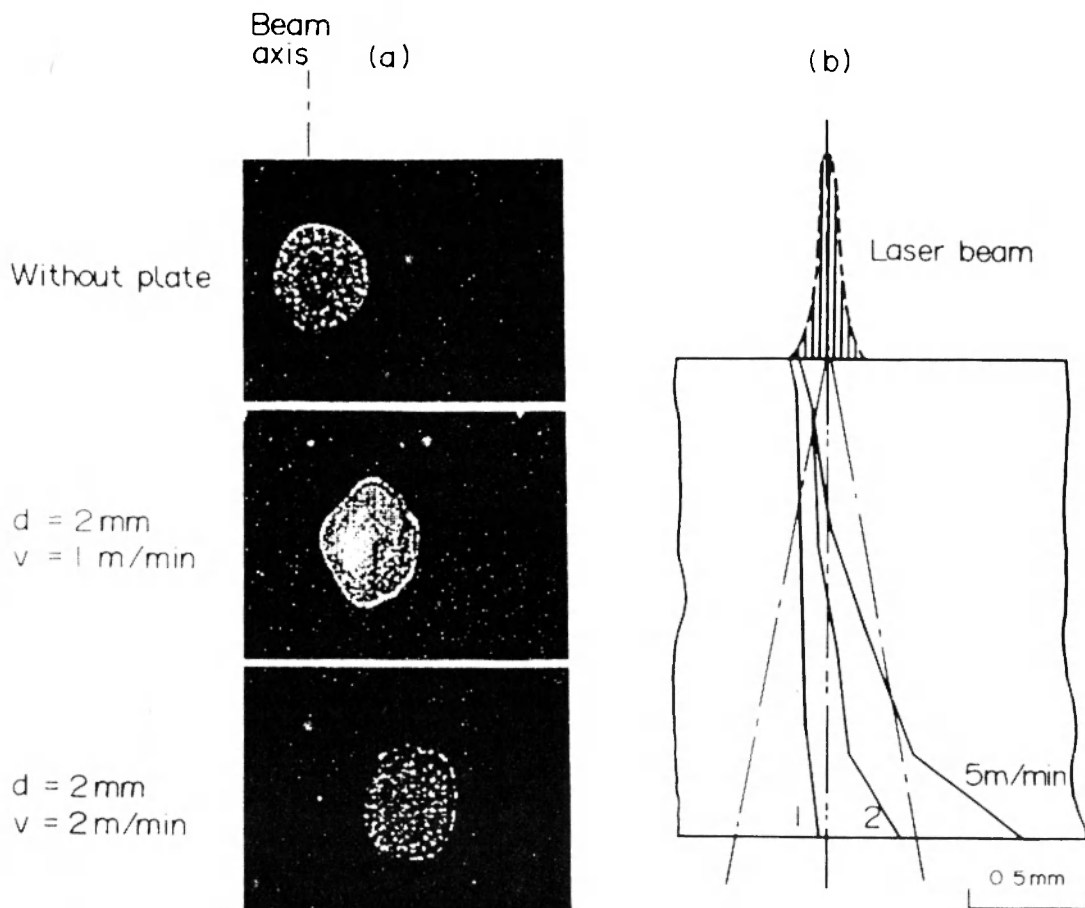 Beam
axis
(a)
(b)
Without plate
Laser beam
d = 2 mm
v = 1 m/min
d = 2 mm
v = 2 m/min
1
2
5m/min
0 5mm